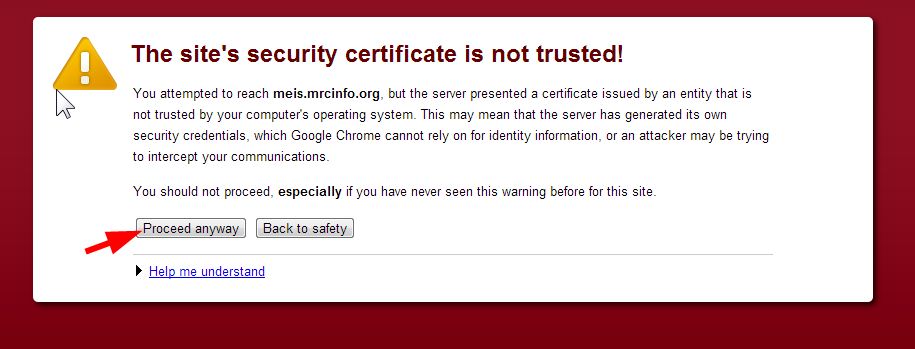 The site's security certificate is not trusted!
You attempted to reach meis.mrcinfo.org, but the server presented a certificate issued by an entity that is
not trusted by your computer's operating system. This may mean that the server has generated its own
security credentials, which Google Chrome cannot rely on for identity information, or an attacker may be trying
to intercept your communications.
You should not proceed, especially if you have never seen this warning before for this site.
Proceed anyway Back to safety
Help me understand